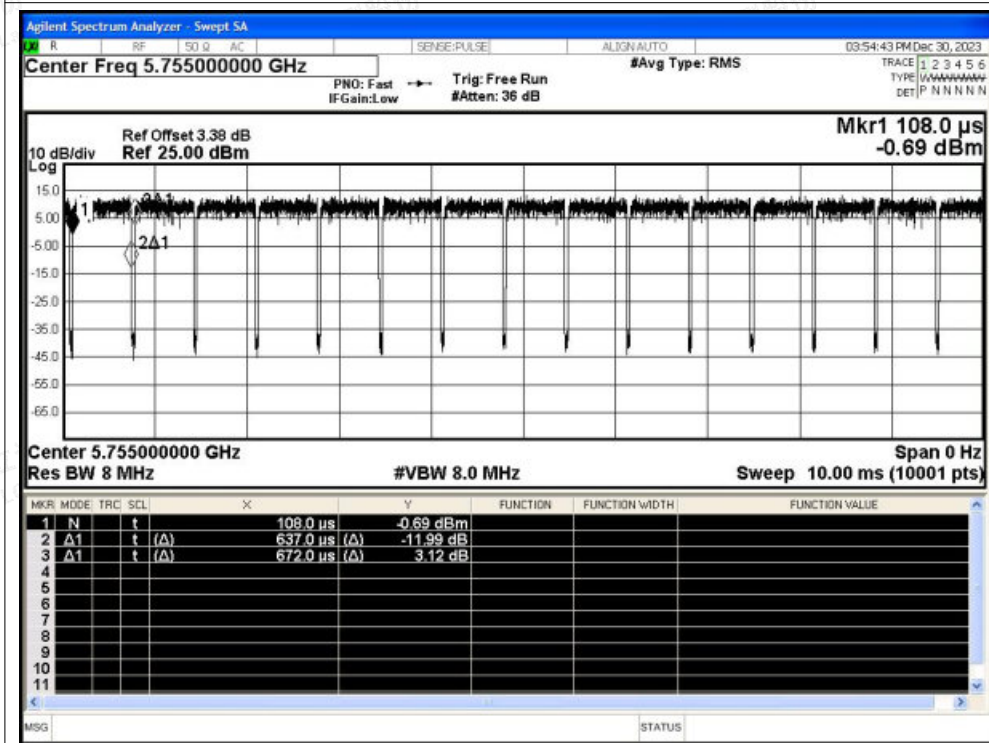 Agilent Spectrum Analyzer - Swept SA
R RF 50 Ω AC SENSE:PULSE ALIGN AUTO 03:54:43 PM Dec 30, 2023
Center Freq 5.755000000 GHz
#Avg Type: RMS
TRACE 1 2 3 4 5 6
PNO: Fast
Trig: Free Run
TYPE
IFGain:Low
#Atten: 36 dB
DET P N N N N N
Mkr1 108.0 µs
-0.69 dBm
Ref Offset 3.38 dB
10 dB/div
Ref 25.00 dBm
Log
15.0
5.00
-5.00
-15.0
-25.0
-35.0
-45.0
-55.0
-65.0
1
3Δ1
2Δ1
Center 5.755000000 GHz Span 0 Hz
Res BW 8 MHz #VBW 8.0 MHz Sweep 10.00 ms (10001 pts)
MKR MODE TRC SCL X Y FUNCTION FUNCTION WIDTH FUNCTION VALUE
1 N t 108.0 µs -0.69 dBm
2 Δ1 t (Δ) 637.0 µs (Δ) -11.99 dB
3 Δ1 t (Δ) 672.0 µs (Δ) 3.12 dB
4
5
6
7
8
9
10
11
MSG STATUS